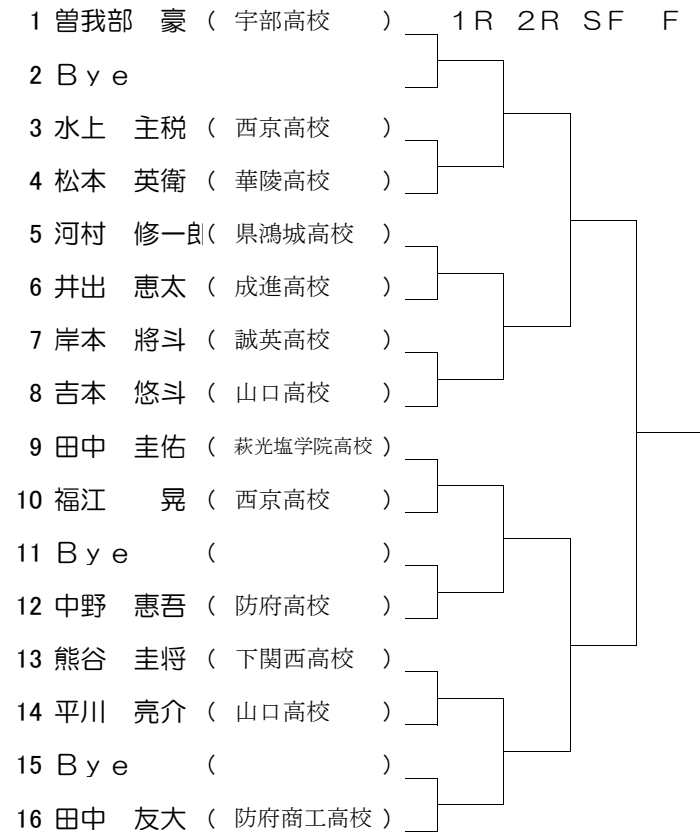 1R 2R SF F
1 曽我部 豪 ( 宇部高校 )
2 Bye
3 水上 主税 ( 西京高校 )
4 松本 英衛 ( 華陵高校 )
5 河村 修一郎( 県鴻城高校 )
6 井出 恵太 ( 成進高校 )
7 岸本 將斗 ( 誠英高校 )
8 吉本 悠斗 ( 山口高校 )
9 田中 圭佑 ( 萩光塩学院高校 )
10 福江 晃 ( 西京高校 )
11 Bye ( )
12 中野 惠吾 ( 防府高校 )
13 熊谷 圭将 ( 下関西高校 )
14 平川 亮介 ( 山口高校 )
15 Bye ( )
16 田中 友大 ( 防府商工高校 )